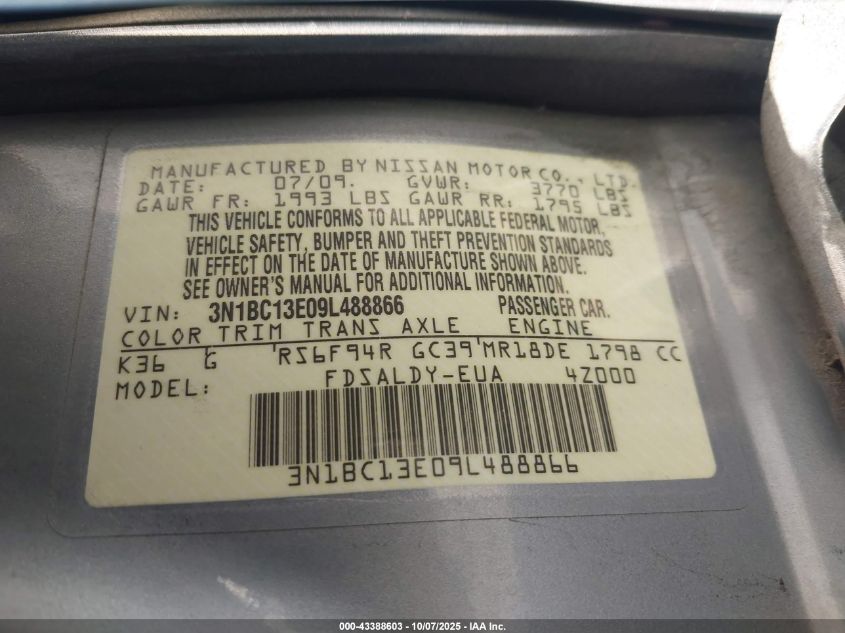 MANUFACTURED BY NISSAN MOTOR CO., LTD.
DATE: 07/09. GVWR: 3770 LBS
GAWR FR: 1993 LBS GAWR RR: 1795 LBS
THIS VEHICLE CONFORMS TO ALL APPLICABLE FEDERAL MOTOR
VEHICLE SAFETY, BUMPER AND THEFT PREVENTION STANDARDS
IN EFFECT ON THE DATE OF MANUFACTURE SHOWN ABOVE.
SEE OWNER'S MANUAL FOR ADDITIONAL INFORMATION.
VIN: 3N1BC13E09L488866 PASSENGER CAR.
COLOR TRIM TRANS AXLE ENGINE
K36 G 'RS6F94R GC39'MR18DE 1798 CC
MODEL: FDSALDY-EUA 4Z000
3N1BC13E09L488866
000-43388603 - 10/07/2025 - IAA Inc.